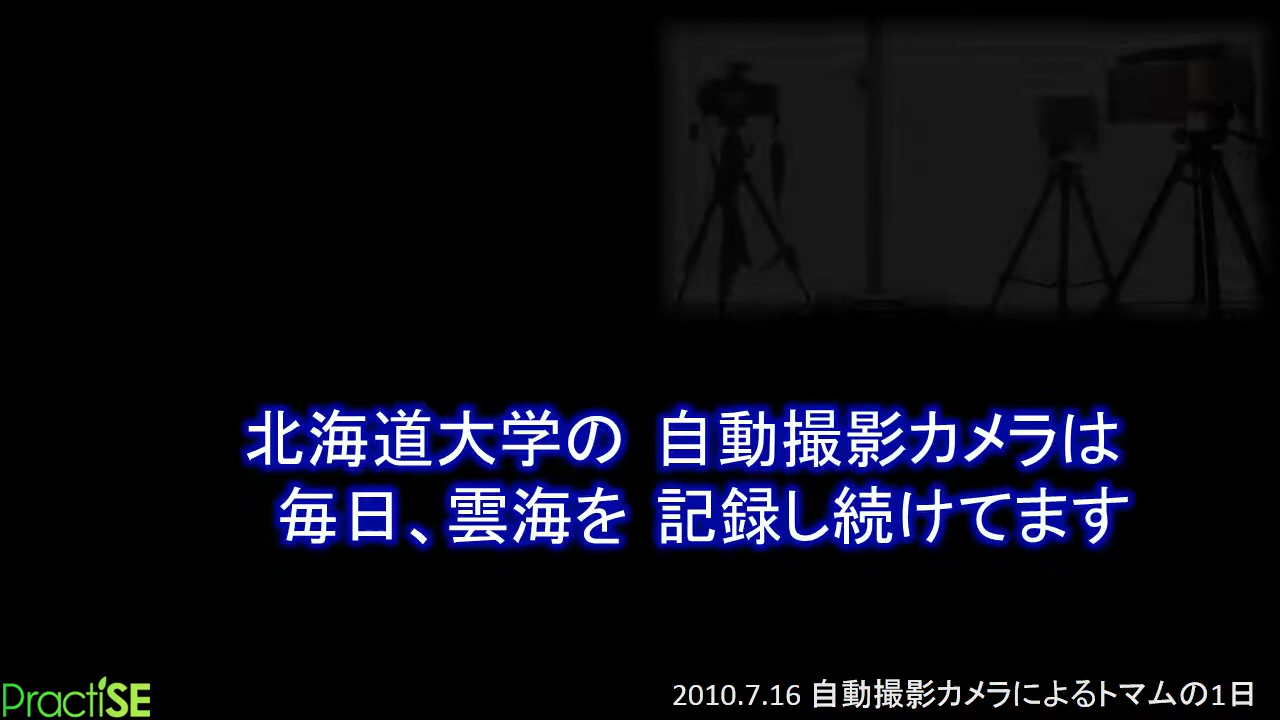 北海道大学の 自動撮影カメラは
毎日、雲海を 記録し続けてます
PractiSE
2010.7.16 自動撮影カメラによるトマムの1日